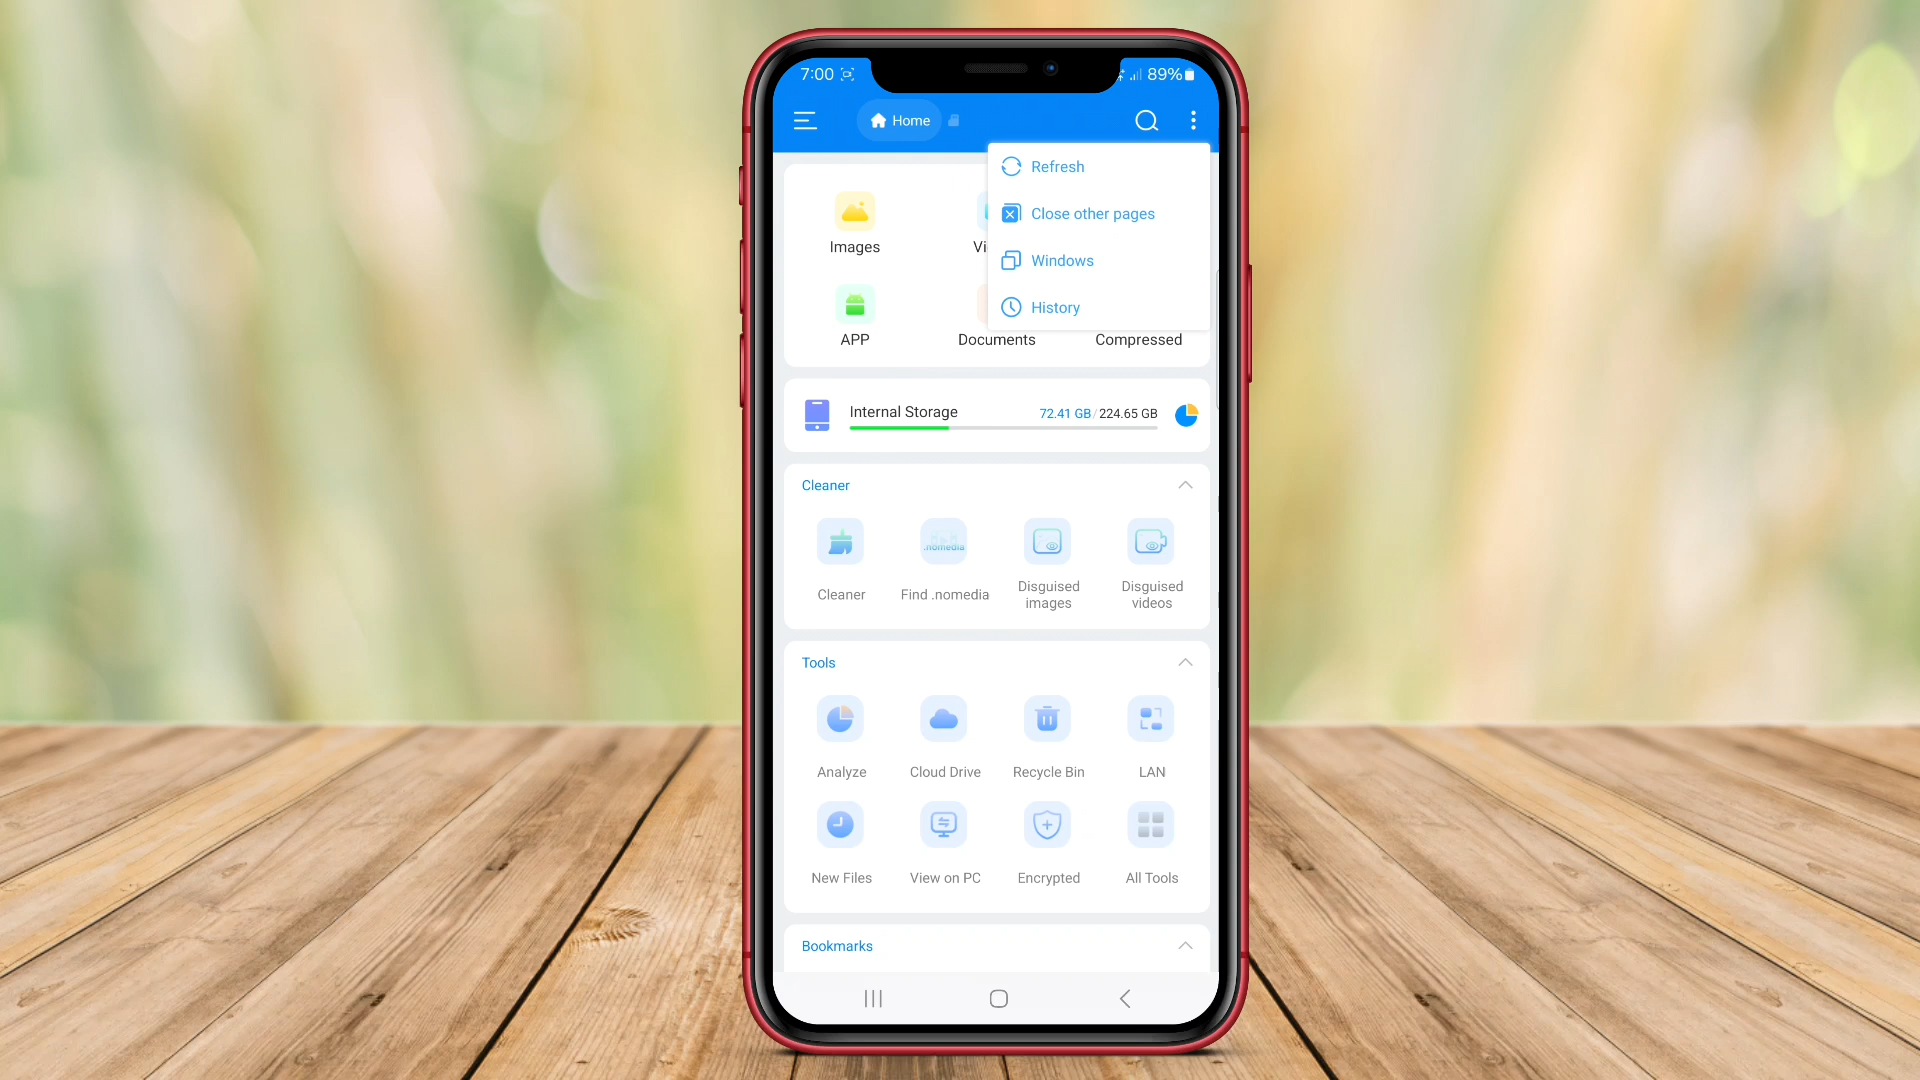 7:00
89%
Home
Refresh
Close other pages
Windows
History
Images
Vi
APP
Documents
Compressed
Internal Storage
72.41 GB/224.65 GB
Cleaner
.nomedia
Cleaner
Find .nomedia
Disguised
images
Disguised
videos
Tools
Analyze
Cloud Drive
Recycle Bin
LAN
New Files
View on PC
Encrypted
All Tools
Bookmarks